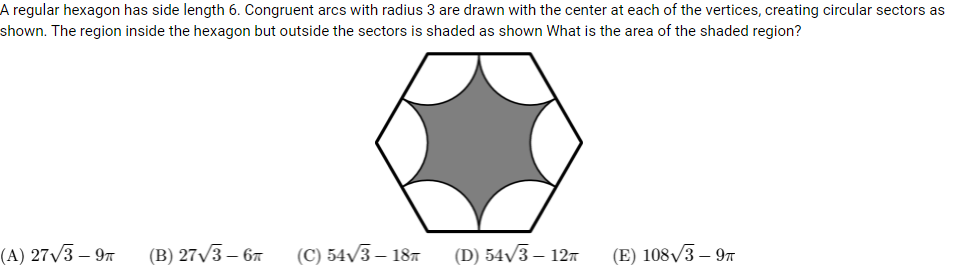 A regular hexagon has side length 6. Congruent arcs with radius 3 are drawn with the center at each of the vertices, creating circular sectors as
shown. The region inside the hexagon but outside the sectors is shaded as shown What is the area of the shaded region?
(A) 27√3 – 9π (B) 27√3 – 6π (C) 54√3 – 18π (D) 54√3 – 12π (E) 108√3 – 9π